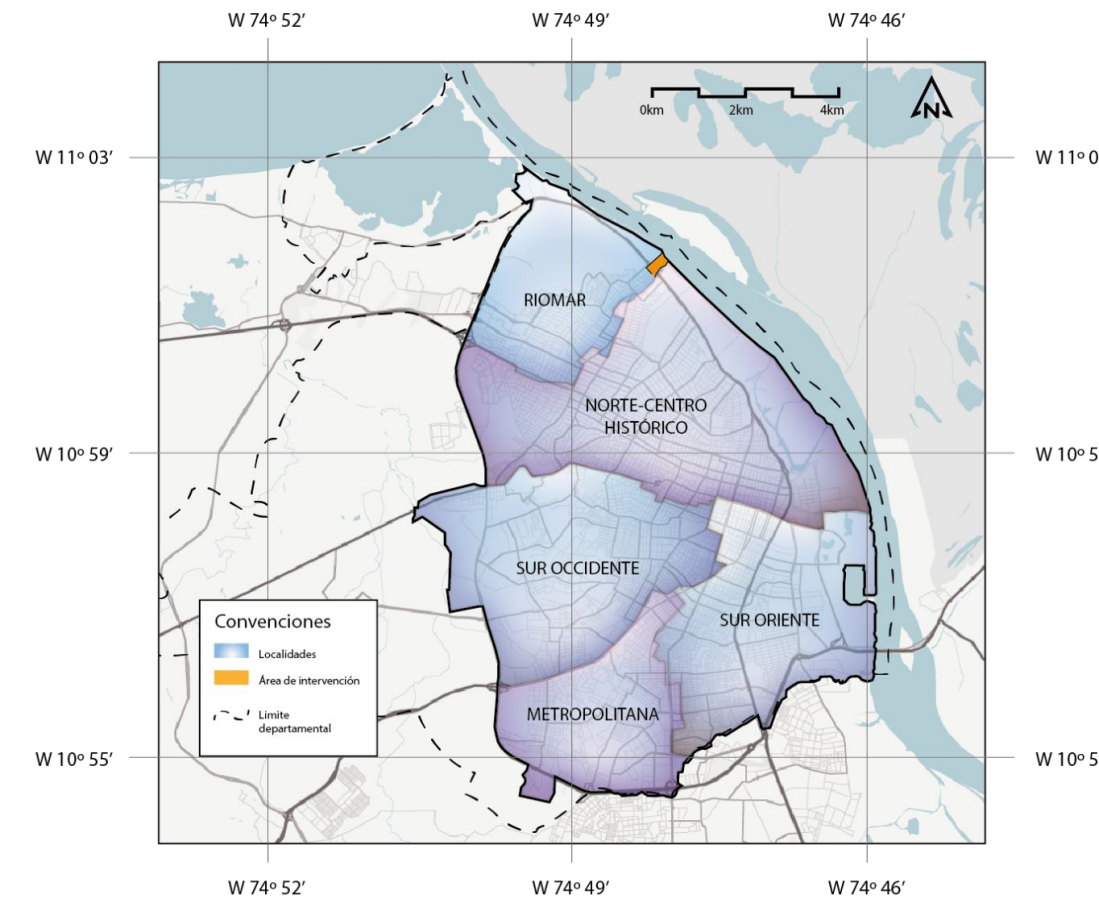 W 74º 52′
W 74º 49′
W 74º 46′
0km
2km
4km
N
W 11º 03′
W 11º 0
RIOMAR
NORTE-CENTRO
HISTÓRICO
W 10º 59′
W 10º 5
SUR OCCIDENTE
SUR ORIENTE
Convenciones
Localidades
Área de intervención
Límite
departamental
METROPOLITANA
W 10º 55′
W 10º 5
W 74º 52′
W 74º 49′
W 74º 46′